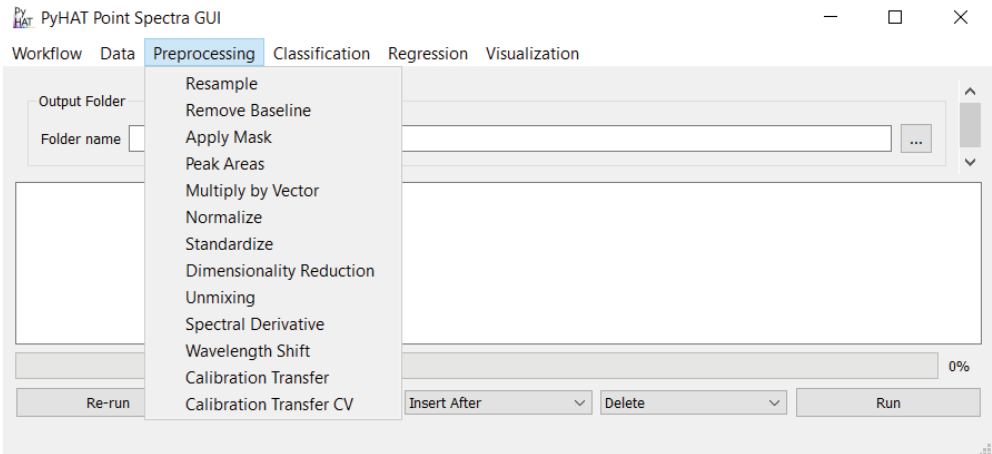 Py
HAT PyHAT Point Spectra GUI
Workflow Data Preprocessing Classification Regression Visualization
Resample
Output Folder
Remove Baseline
Folder name
Apply Mask
...
Peak Areas
Multiply by Vector
Normalize
Standardize
Dimensionality Reduction
Unmixing
Spectral Derivative
Wavelength Shift
0%
Calibration Transfer
Re-run Calibration Transfer CV Insert After Delete Run